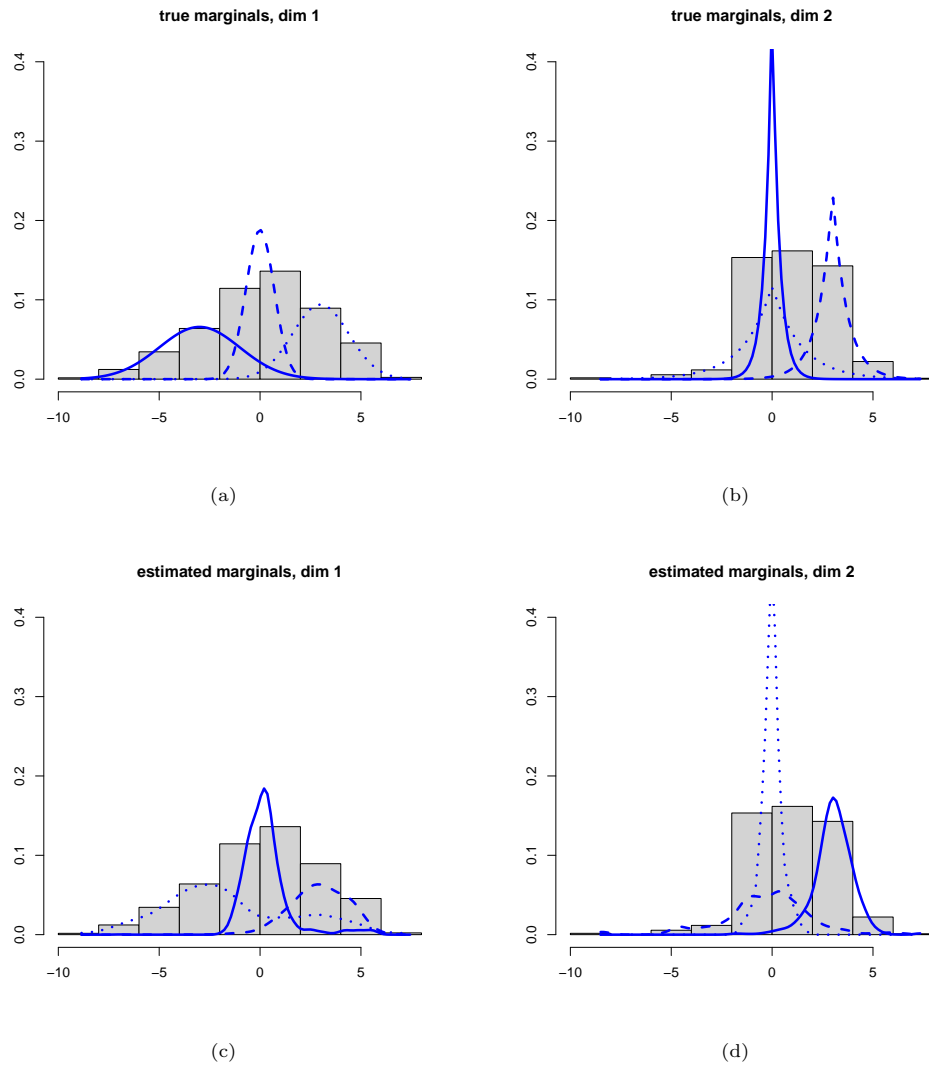 true marginals, dim 1
0.0 0.1 0.2 0.3 0.4
−10 −5 0 5
(a)
true marginals, dim 2
0.0 0.1 0.2 0.3 0.4
−10 −5 0 5
(b)
estimated marginals, dim 1
0.0 0.1 0.2 0.3 0.4
−10 −5 0 5
(c)
estimated marginals, dim 2
0.0 0.1 0.2 0.3 0.4
−10 −5 0 5
(d)